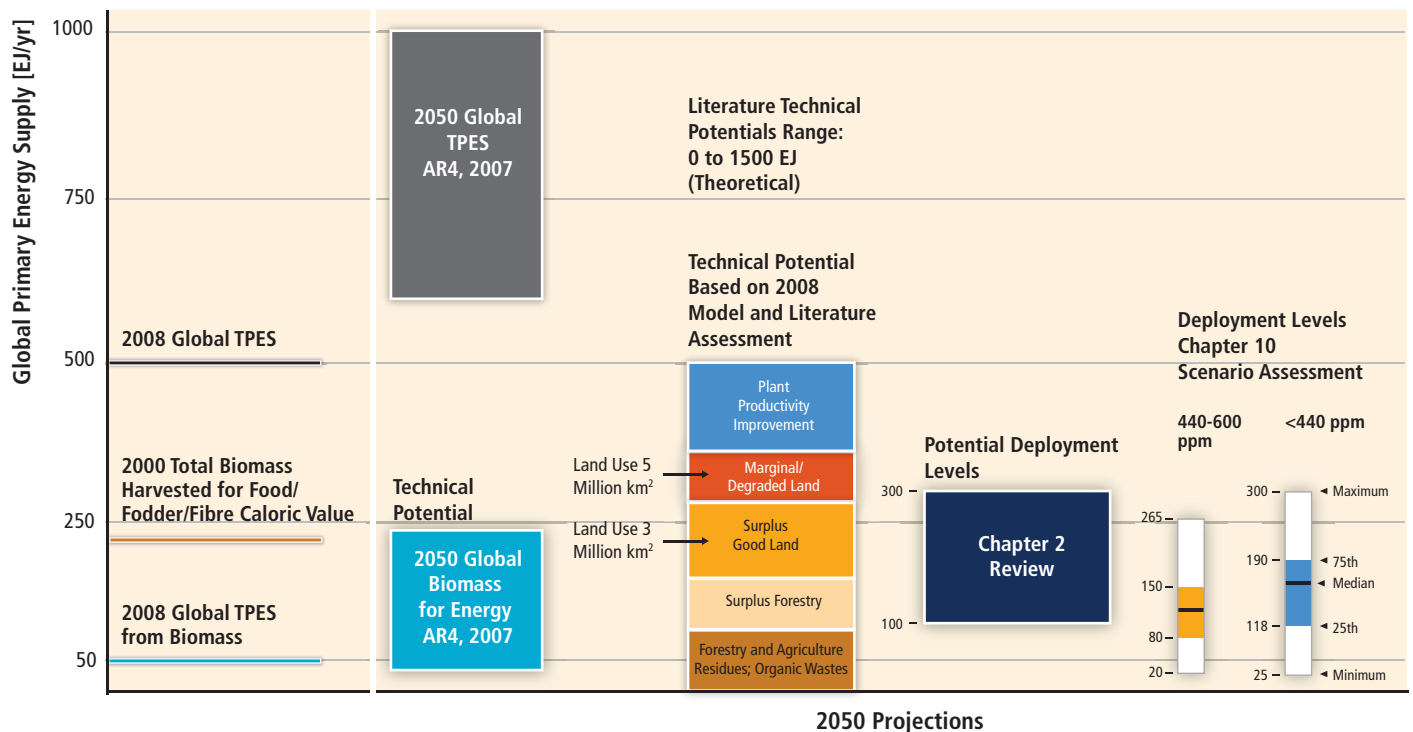 Global Primary Energy Supply [EJ/yr]
1000
750
500
250
50
2008 Global TPES
2000 Total Biomass
Harvested for Food/
Fodder/Fibre Caloric Value
2008 Global TPES
from Biomass
2050 Global
TPES
AR4, 2007
Technical
Potential
2050 Global
Biomass
for Energy
AR4, 2007
Literature Technical
Potentials Range:
0 to 1500 EJ
(Theoretical)
Technical Potential
Based on 2008
Model and Literature
Assessment
Plant
Productivity
Improvement
Land Use 5
Million km²
Marginal/
Degraded Land
Land Use 3
Million km²
Surplus
Good Land
Surplus Forestry
Forestry and Agriculture
Residues; Organic Wastes
Potential Deployment
Levels
300
100
Chapter 2
Review
Deployment Levels
Chapter 10
Scenario Assessment
440-600
ppm
265
150
80
20
<440 ppm
300
190
118
25
Maximum
75th
Median
25th
Minimum
2050 Projections